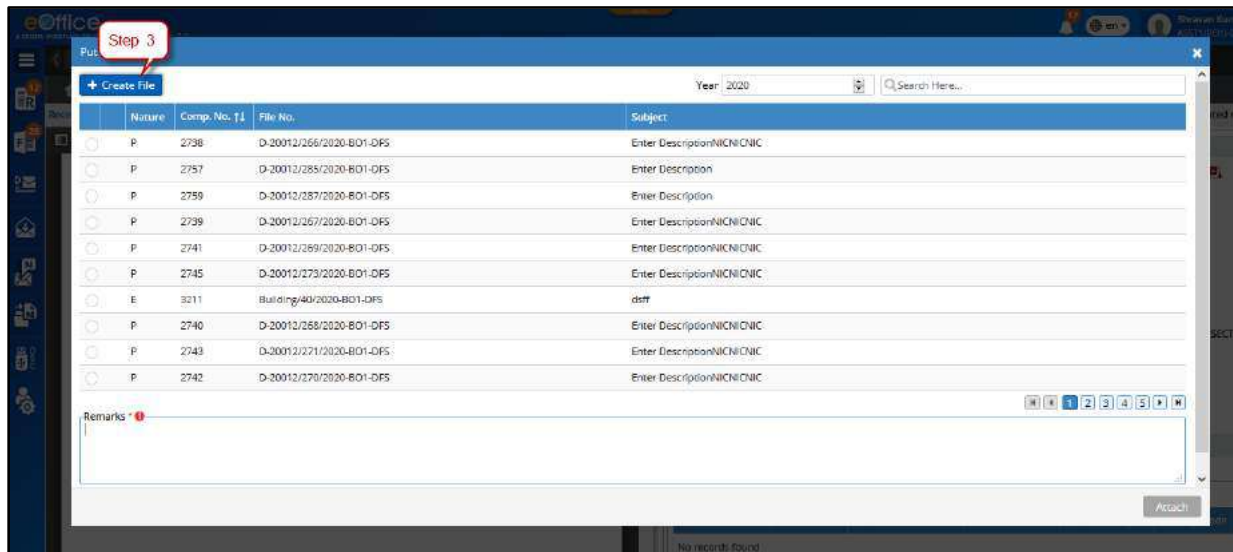 eOffice
en
Step 3
Put
+ Create File
Year 2020
Search Here...
Nature Comp. No. File No. Subject
P 2738 D-20012/266/2020-BO1-DFS Enter DescriptionNICNICNIC
P 2757 D-20012/285/2020-BO1-DFS Enter Description
P 2759 D-20012/287/2020-BO1-DFS Enter Description
P 2739 D-20012/267/2020-BO1-DFS Enter DescriptionNICNICNIC
P 2741 D-20012/269/2020-BO1-DFS Enter DescriptionNICNICNIC
P 2745 D-20012/273/2020-BO1-DFS Enter DescriptionNICNICNIC
E 3211 Building/40/2020-BO1-DFS dsff
P 2740 D-20012/268/2020-BO1-DFS Enter DescriptionNICNICNIC
P 2743 D-20012/271/2020-BO1-DFS Enter DescriptionNICNICNIC
P 2742 D-20012/270/2020-BO1-DFS Enter DescriptionNICNICNIC
1 2 3 4 5
Remarks *
Attach
No records found